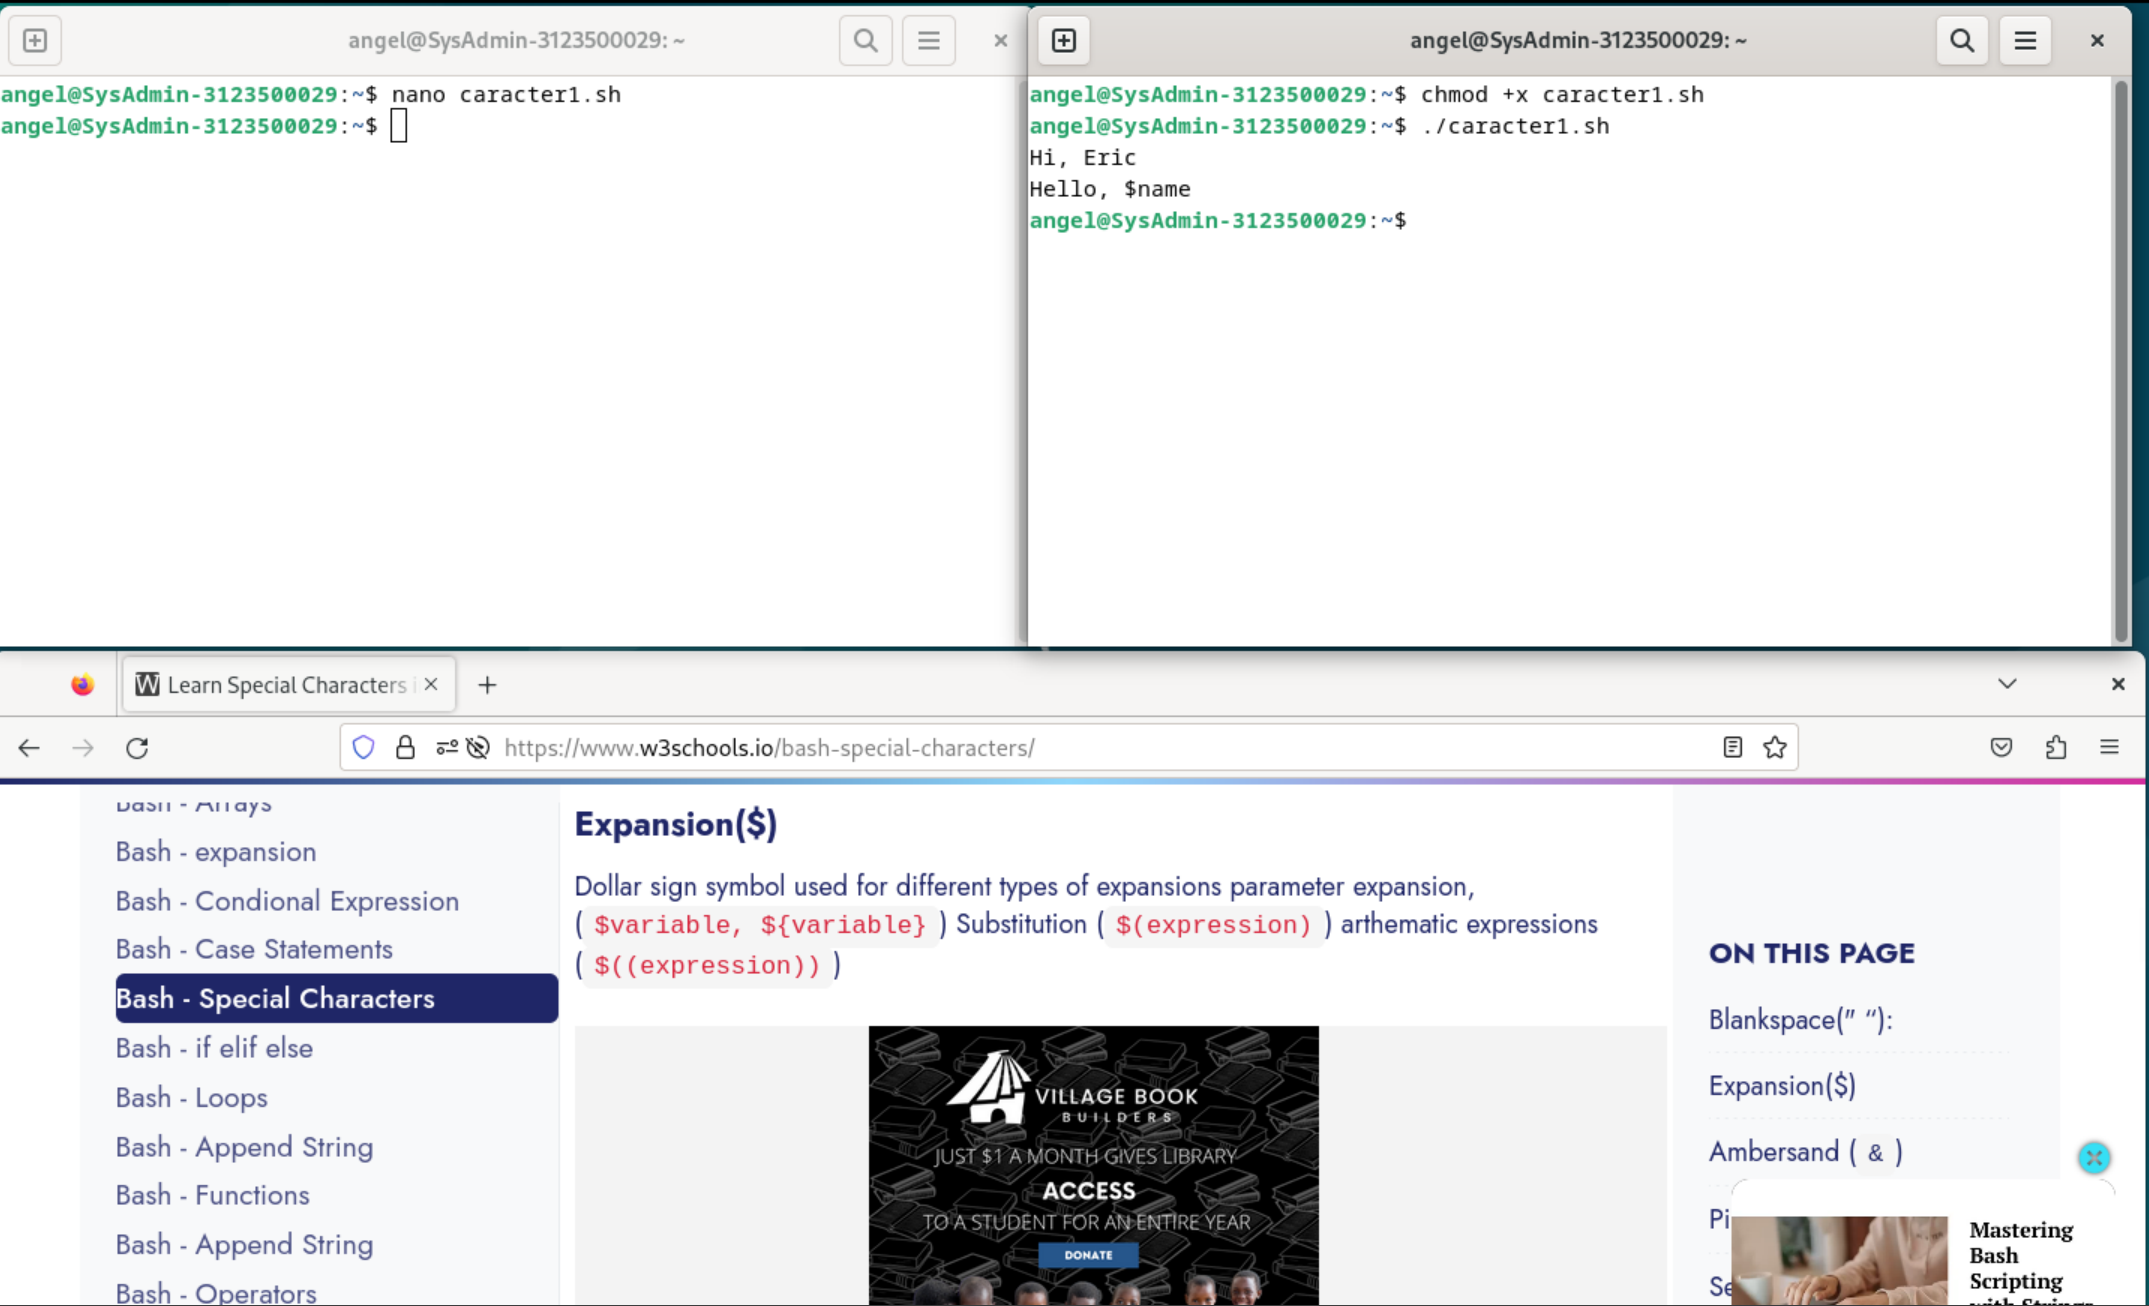 angel@SysAdmin-3123500029: ~
angel@SysAdmin-3123500029:~$ nano caracter1.sh
angel@SysAdmin-3123500029:~$
angel@SysAdmin-3123500029: ~
angel@SysAdmin-3123500029:~$ chmod +x caracter1.sh
angel@SysAdmin-3123500029:~$ ./caracter1.sh
Hi, Eric
Hello, $name
angel@SysAdmin-3123500029:~$
W Learn Special Characters
https://www.w3schools.io/bash-special-characters/
Bash - Arrays
Bash - expansion
Bash - Condional Expression
Bash - Case Statements
Bash - Special Characters
Bash - if elif else
Bash - Loops
Bash - Append String
Bash - Functions
Bash - Append String
Bash - Operators
Expansion($)
Dollar sign symbol used for different types of expansions parameter expansion,
( $variable, ${variable} ) Substitution ( $(expression) ) arthematic expressions
( $((expression)) )
VILLAGE BOOK
BUILDERS
JUST $1 A MONTH GIVES LIBRARY
ACCESS
TO A STUDENT FOR AN ENTIRE YEAR
DONATE
ON THIS PAGE
Blankspace(" “):
Expansion($)
Ambersand ( & )
Pi
Se
Mastering
Bash
Scripting
with String